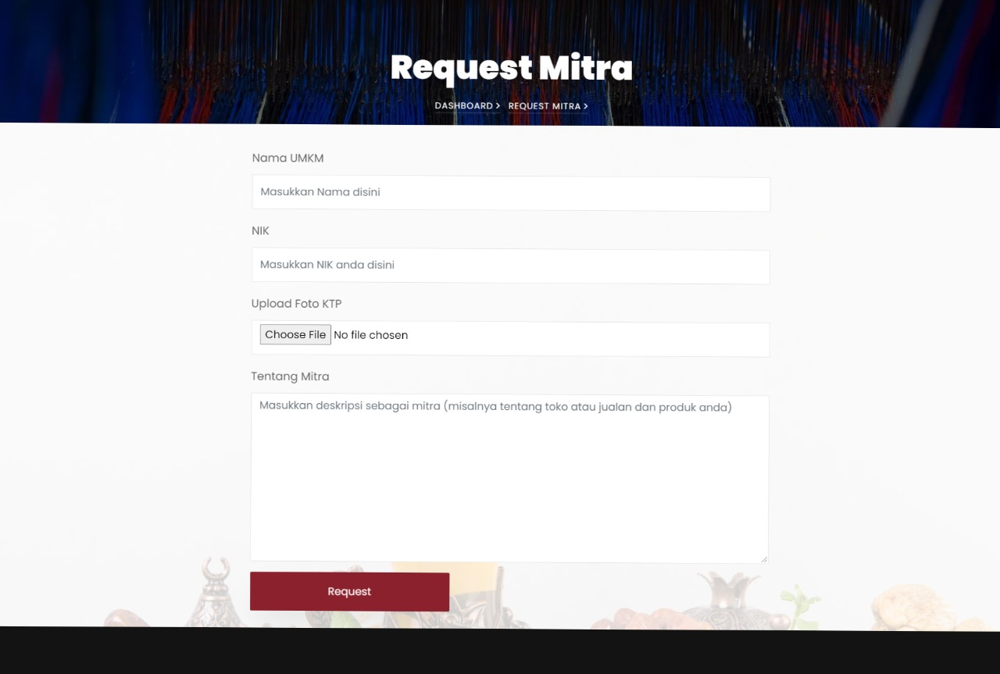 Request Mitra
DASHBOARD > REQUEST MITRA >
Nama UMKM
Masukkan Nama disini
NIK
Masukkan NIK anda disini
Upload Foto KTP
Choose File No file chosen
Tentang Mitra
Masukkan deskripsi sebagai mitra (misalnya tentang toko atau jualan dan produk anda)
Request